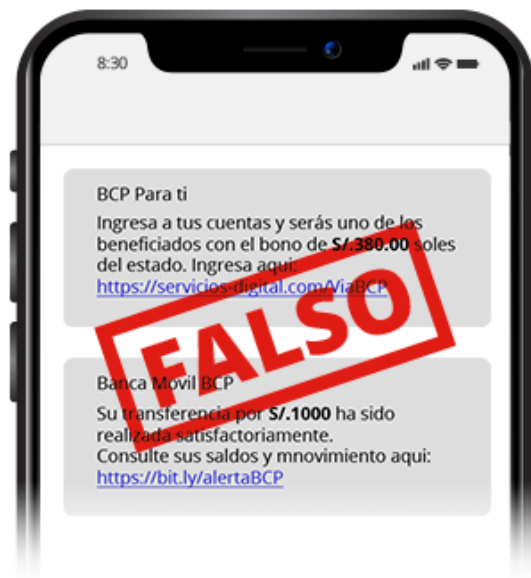 8:30
BCP Para ti
Ingresa a tus cuentas y serás uno de los
beneficiados con el bono de S/.380.00 soles
del estado. Ingresa aqui:
https://servicios-digital.com/ViaBCP
FALSO
Banca Movil BCP
Su transferencia por S/.1000 ha sido
realizada satisfactoriamente.
Consulte sus saldos y mnovimiento aqui:
https://bit.ly/alertaBCP